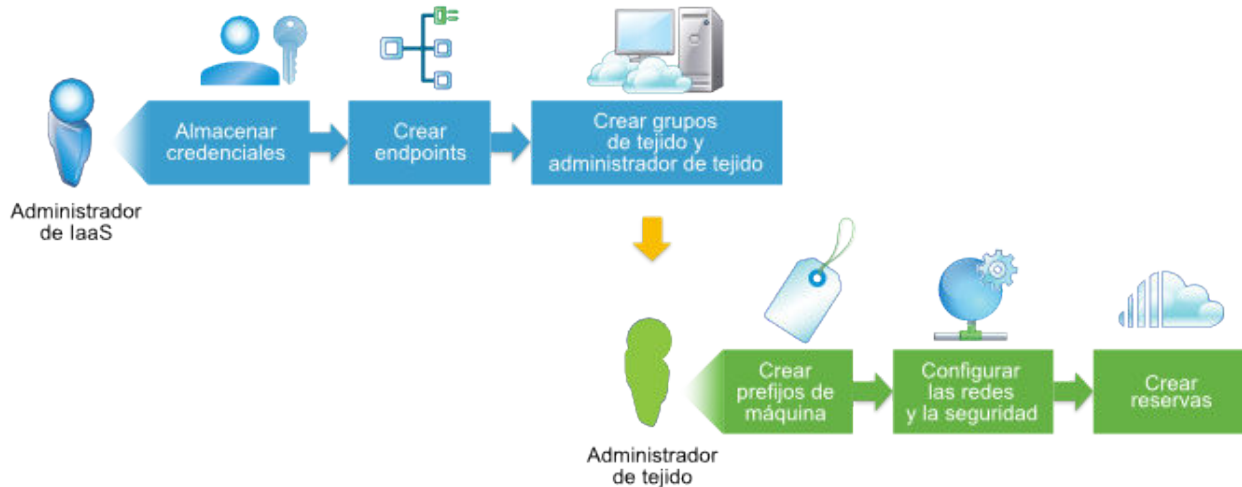 Almacenar
credenciales
Crear
endpoints
Crear grupos
de tejido y
administrador de tejido
Administrador
de IaaS
Crear
prefijos de
máquina
Configurar
las redes
y la seguridad
Crear
reservas
Administrador
de tejido